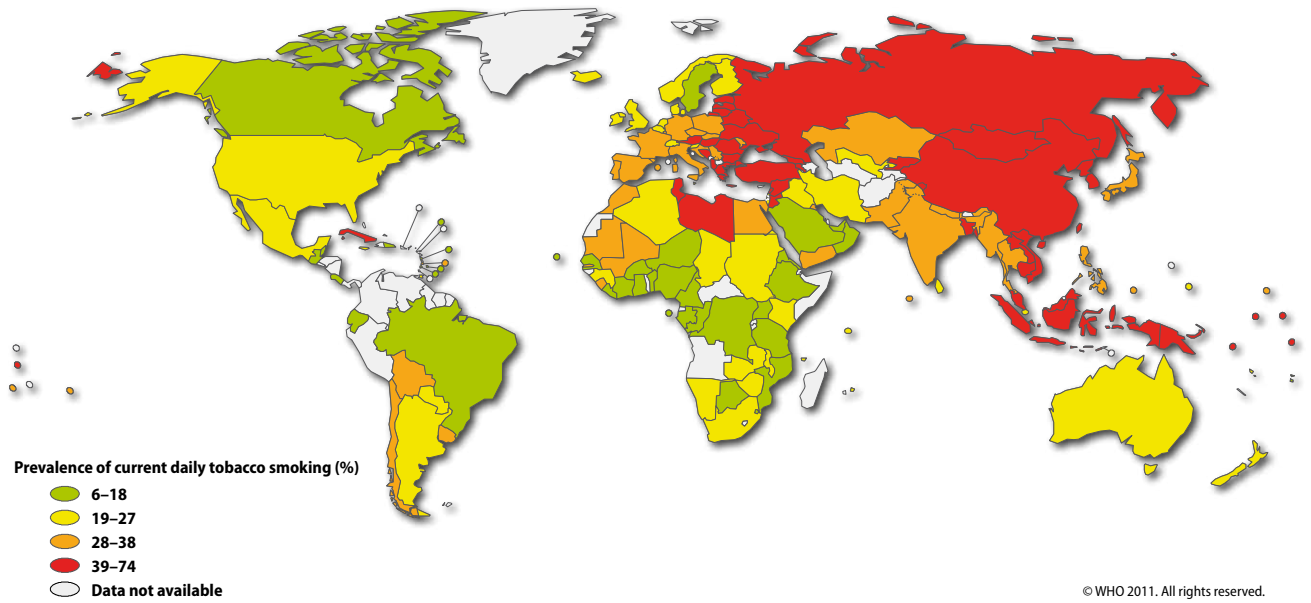 Prevalence of current daily tobacco smoking (%)
6–18
19–27
28–38
39–74
Data not available
© WHO 2011. All rights reserved.